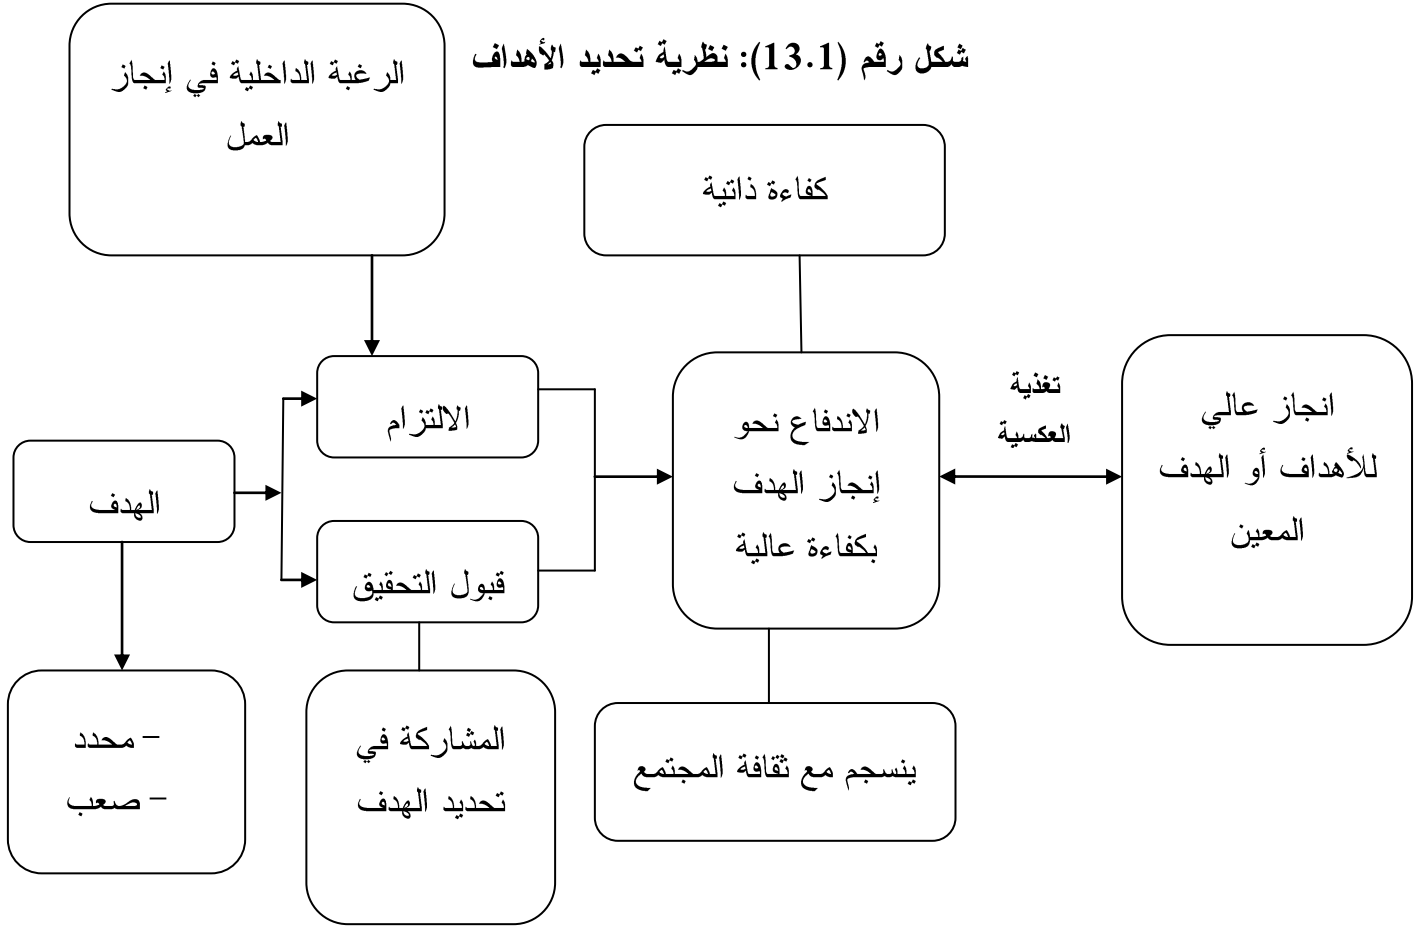 شكل رقم (13.1): نظرية تحديد الأهداف
الرغبة الداخلية في إنجاز
العمل
كفاءة ذاتية
الالتزام
الاندفاع نحو
إنجاز الهدف
بكفاءة عالية
تغذية
العكسية
انجاز عالي
للأهداف أو الهدف
المعين
الهدف
قبول التحقيق
– محدد
– صعب
المشاركة في
تحديد الهدف
ينسجم مع ثقافة المجتمع